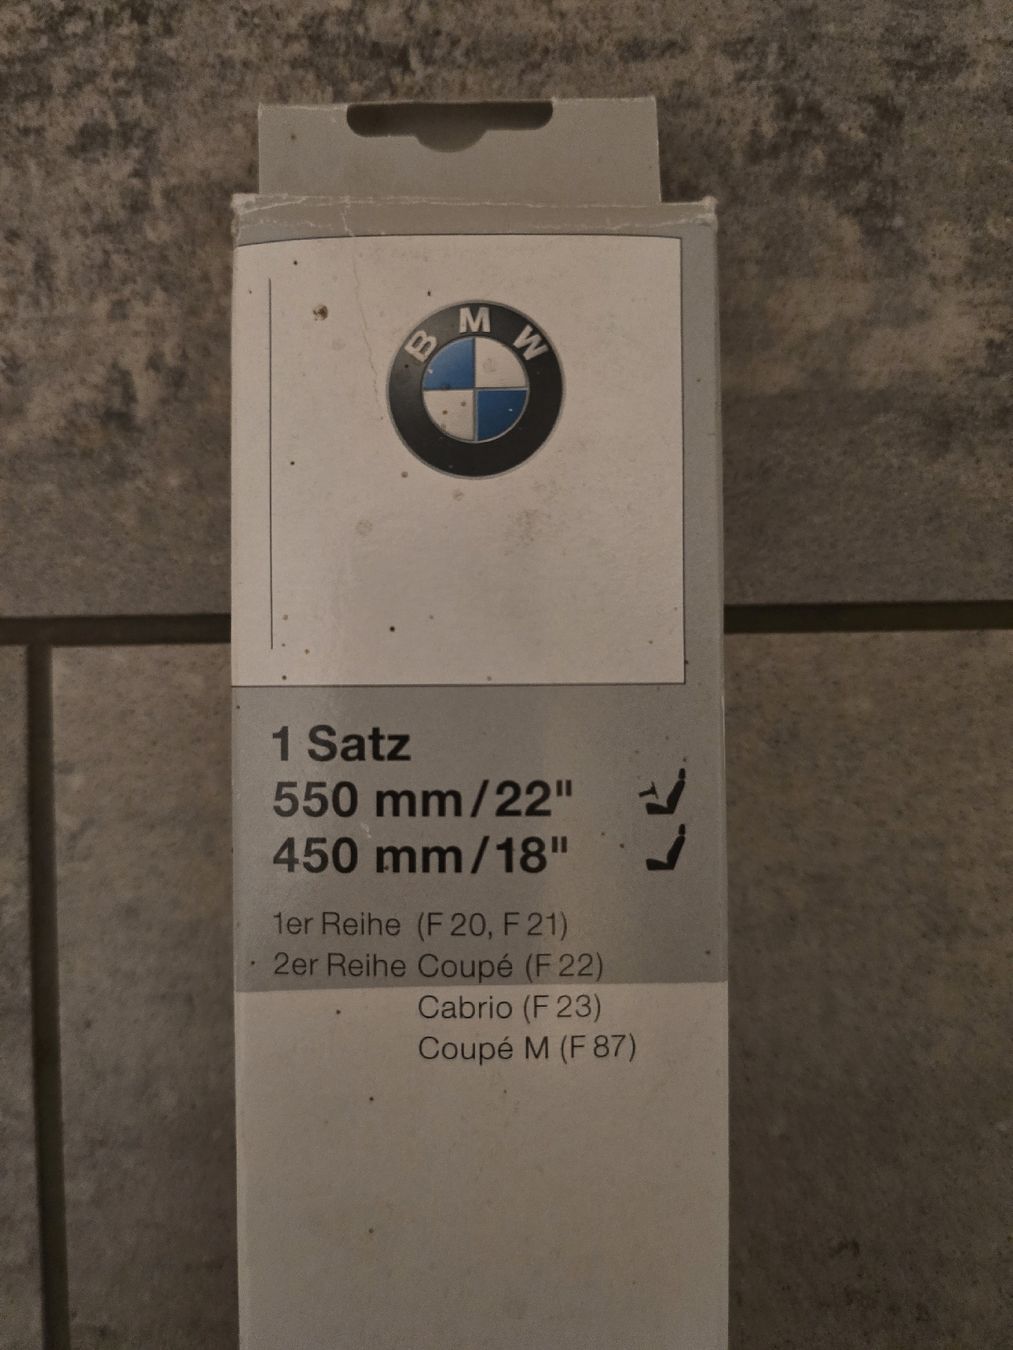 BMW
1 Satz
550 mm/22"
450 mm/18"
1er Reihe (F 20, F 21)
2er Reihe Coupé (F 22)
Cabrio (F 23)
Coupé M (F 87)